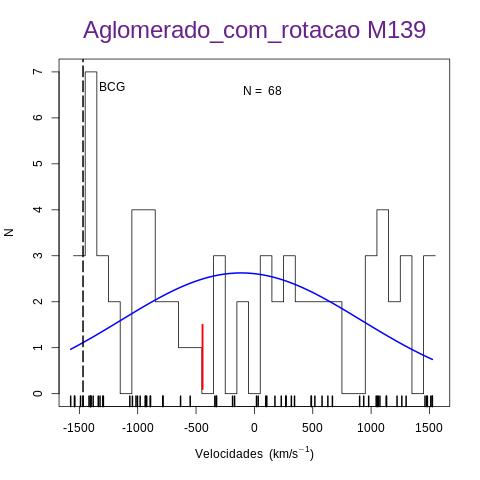 Aglomerado_com_rotacao M139
BCG
N = 68
7
6
5
4
3
2
1
0
N
-1500 -1000 -500 0 500 1000 1500
Velocidades (km/s⁻¹)